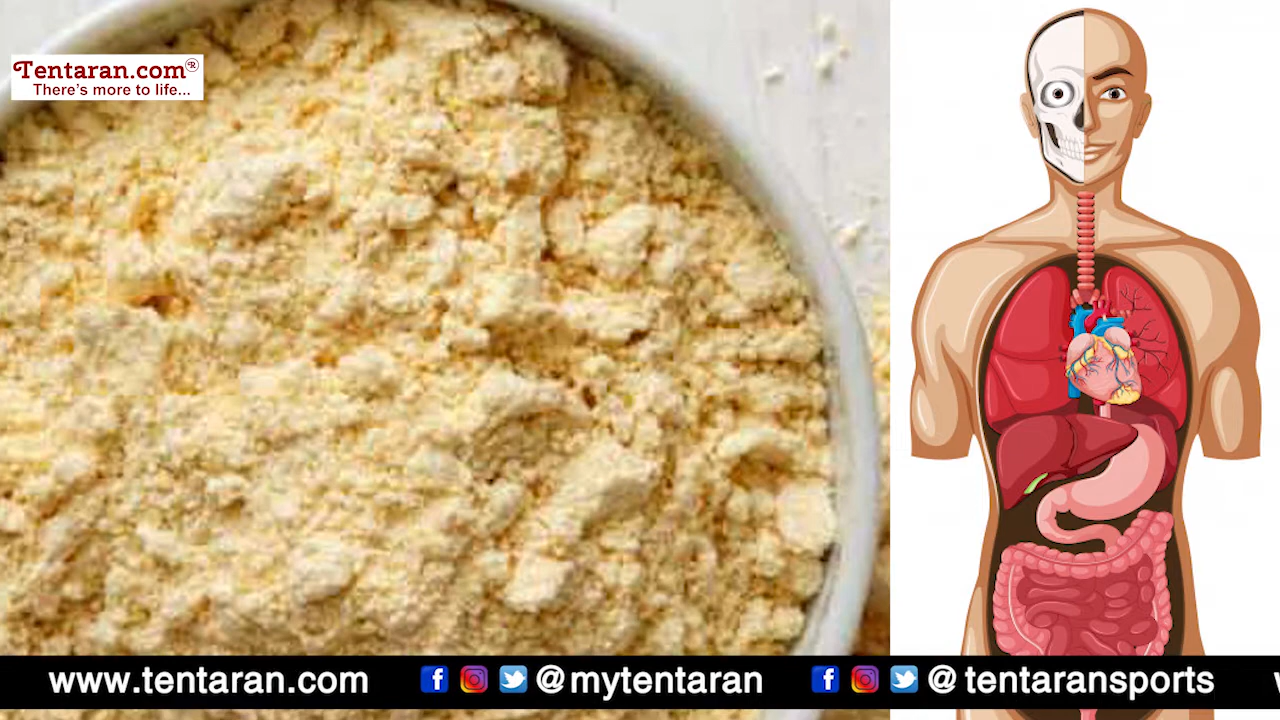 Tentaran.com®
There's more to life...
www.tentaran.com
@mytentaran
@tentaransports